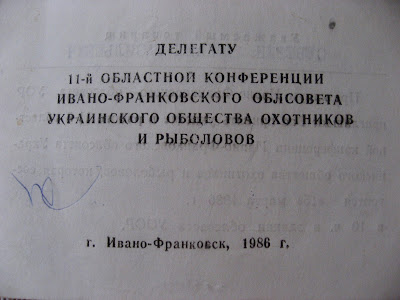 ДЕЛЕГАТУ
11-й ОБЛАСТНОЙ КОНФЕРЕНЦИИ
ИВАНО-ФРАНКОВСКОГО ОБЛСОВЕТА
УКРАИНСКОГО ОБЩЕСТВА ОХОТНИКОВ
И РЫБОЛОВОВ
г. Ивано-Франковск, 1986 г.